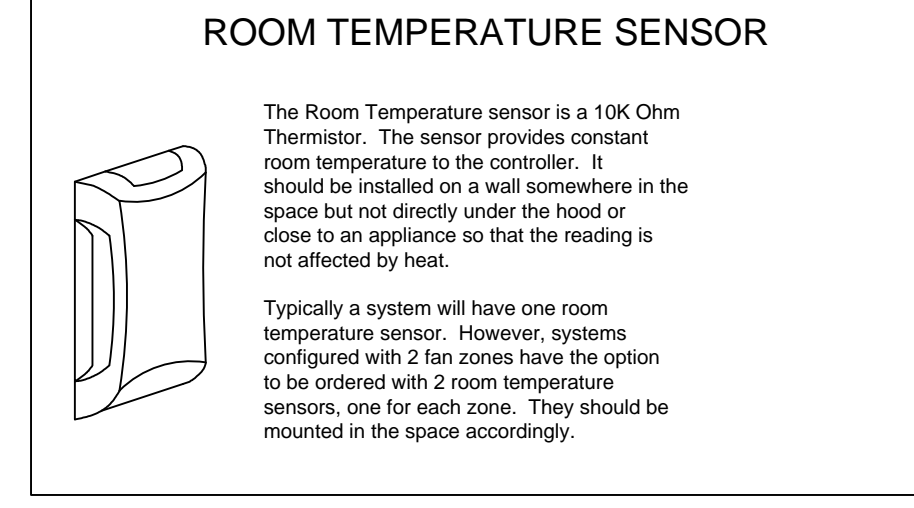 ROOM TEMPERATURE SENSOR
The Room Temperature sensor is a 10K Ohm
Thermistor.  The sensor provides constant
room temperature to the controller.  It
should be installed on a wall somewhere in the
space but not directly under the hood or
close to an appliance so that the reading is
not affected by heat.
Typically a system will have one room
temperature sensor.  However, systems
configured with 2 fan zones have the option
to be ordered with 2 room temperature
sensors, one for each zone.  They should be
mounted in the space accordingly.